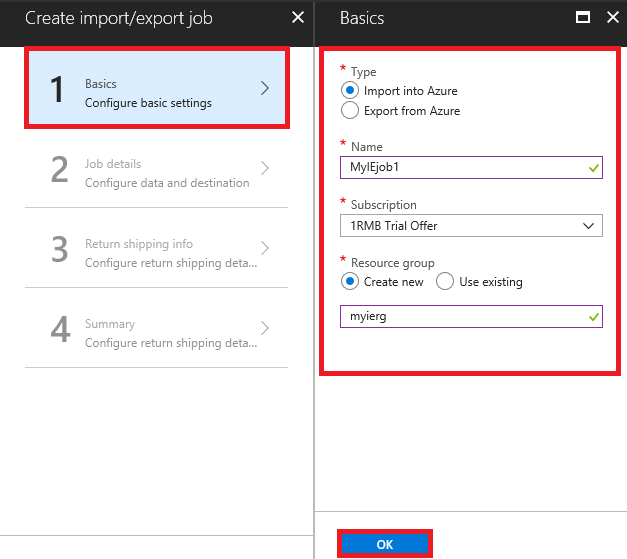 Create import/export job
1
Basics
Configure basic settings
2
Job details
Configure data and destination
3
Return shipping info
Configure return shipping deta...
4
Summary
Configure return shipping deta...
Basics
* Type
Import into Azure
Export from Azure
* Name
MyIEjob1
* Subscription
1RMB Trial Offer
* Resource group
Create new Use existing
myierg
OK